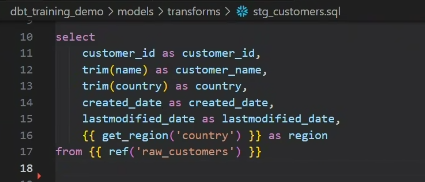 dbt_training_demo > models > transforms > stg_customers.sql
10 select
11     customer_id as customer_id,
12     trim(name) as customer_name,
13     trim(country) as country,
14     created_date as created_date,
15     lastmodified_date as lastmodified_date,
16     {{ get_region('country') }} as region
17 from {{ ref('raw_customers') }}
18